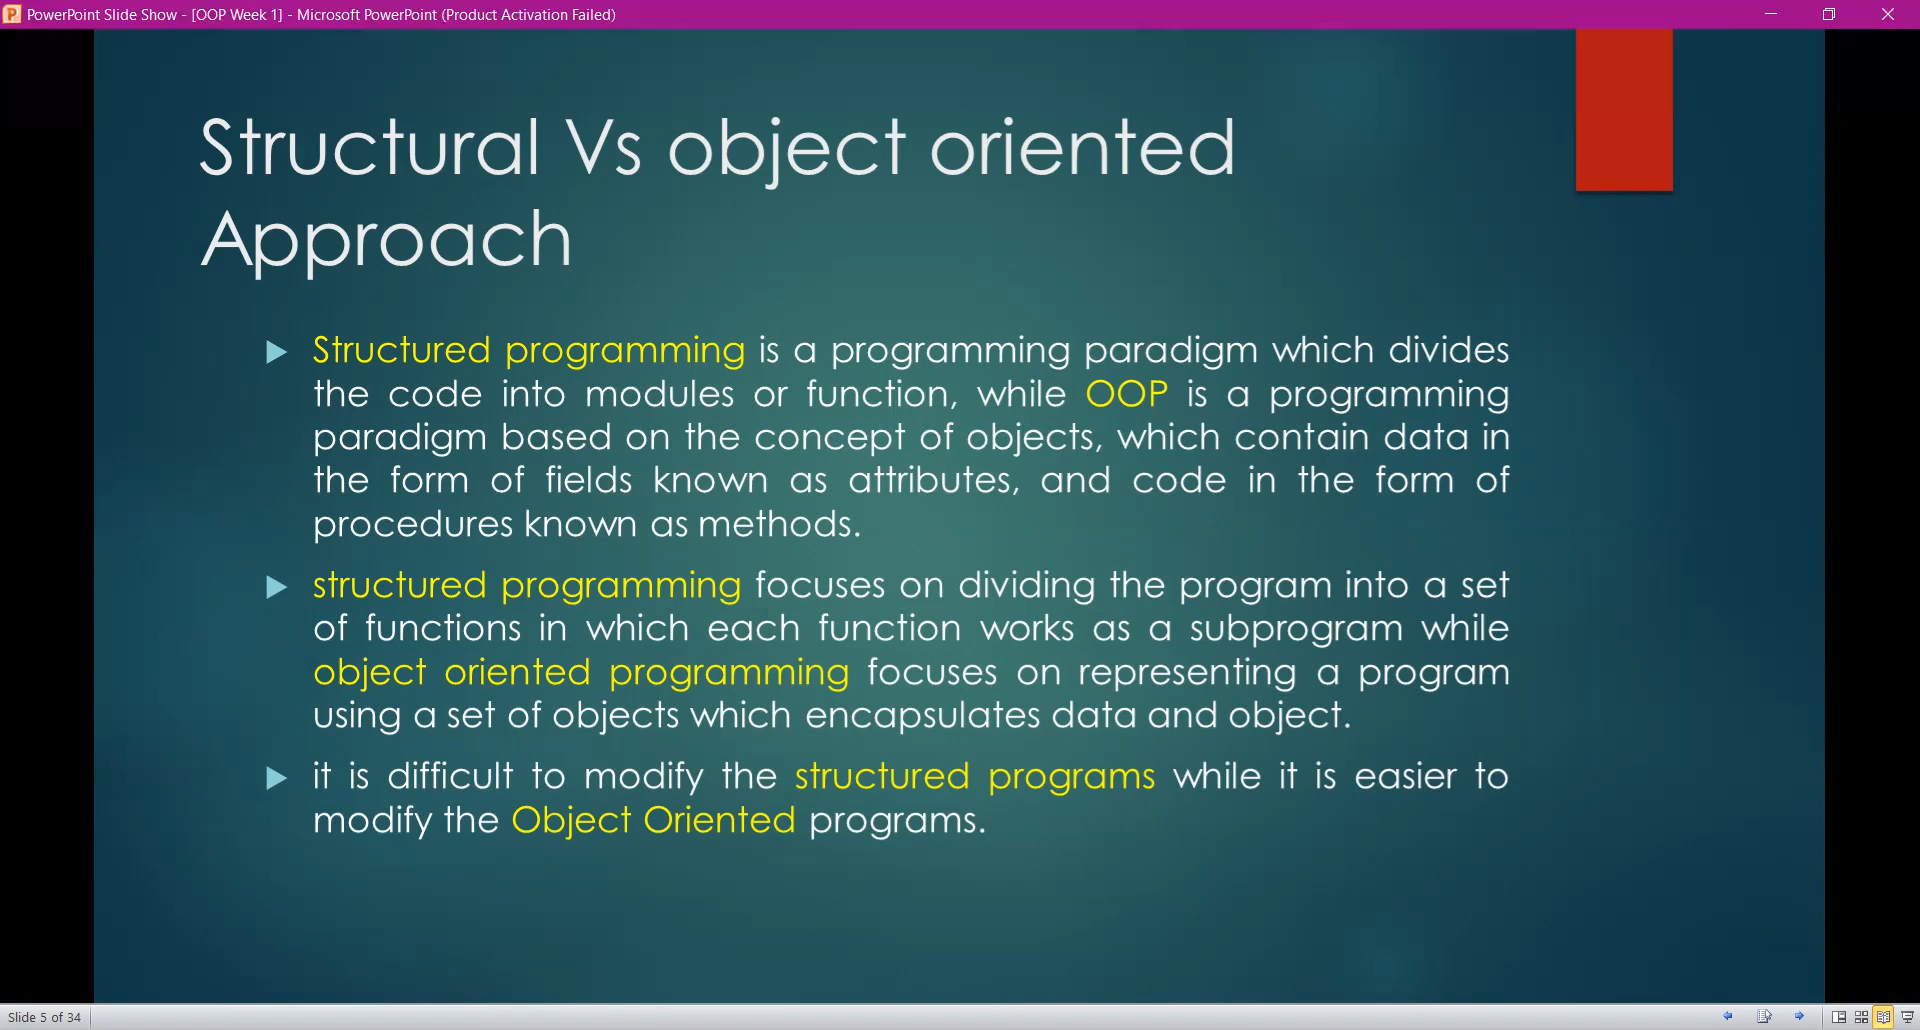 PowerPoint Slide Show - [OOP Week 1] - Microsoft PowerPoint (Product Activation Failed)
Structural Vs object oriented
Approach
Structured programming is a programming paradigm which divides
the code into modules or function, while OOP is a programming
paradigm based on the concept of objects, which contain data in
the form of fields known as attributes, and code in the form of
procedures known as methods.
structured programming focuses on dividing the program into a set
of functions in which each function works as a subprogram while
object oriented programming focuses on representing a program
using a set of objects which encapsulates data and object.
it is difficult to modify the structured programs while it is easier to
modify the Object Oriented programs.
Slide 5 of 34